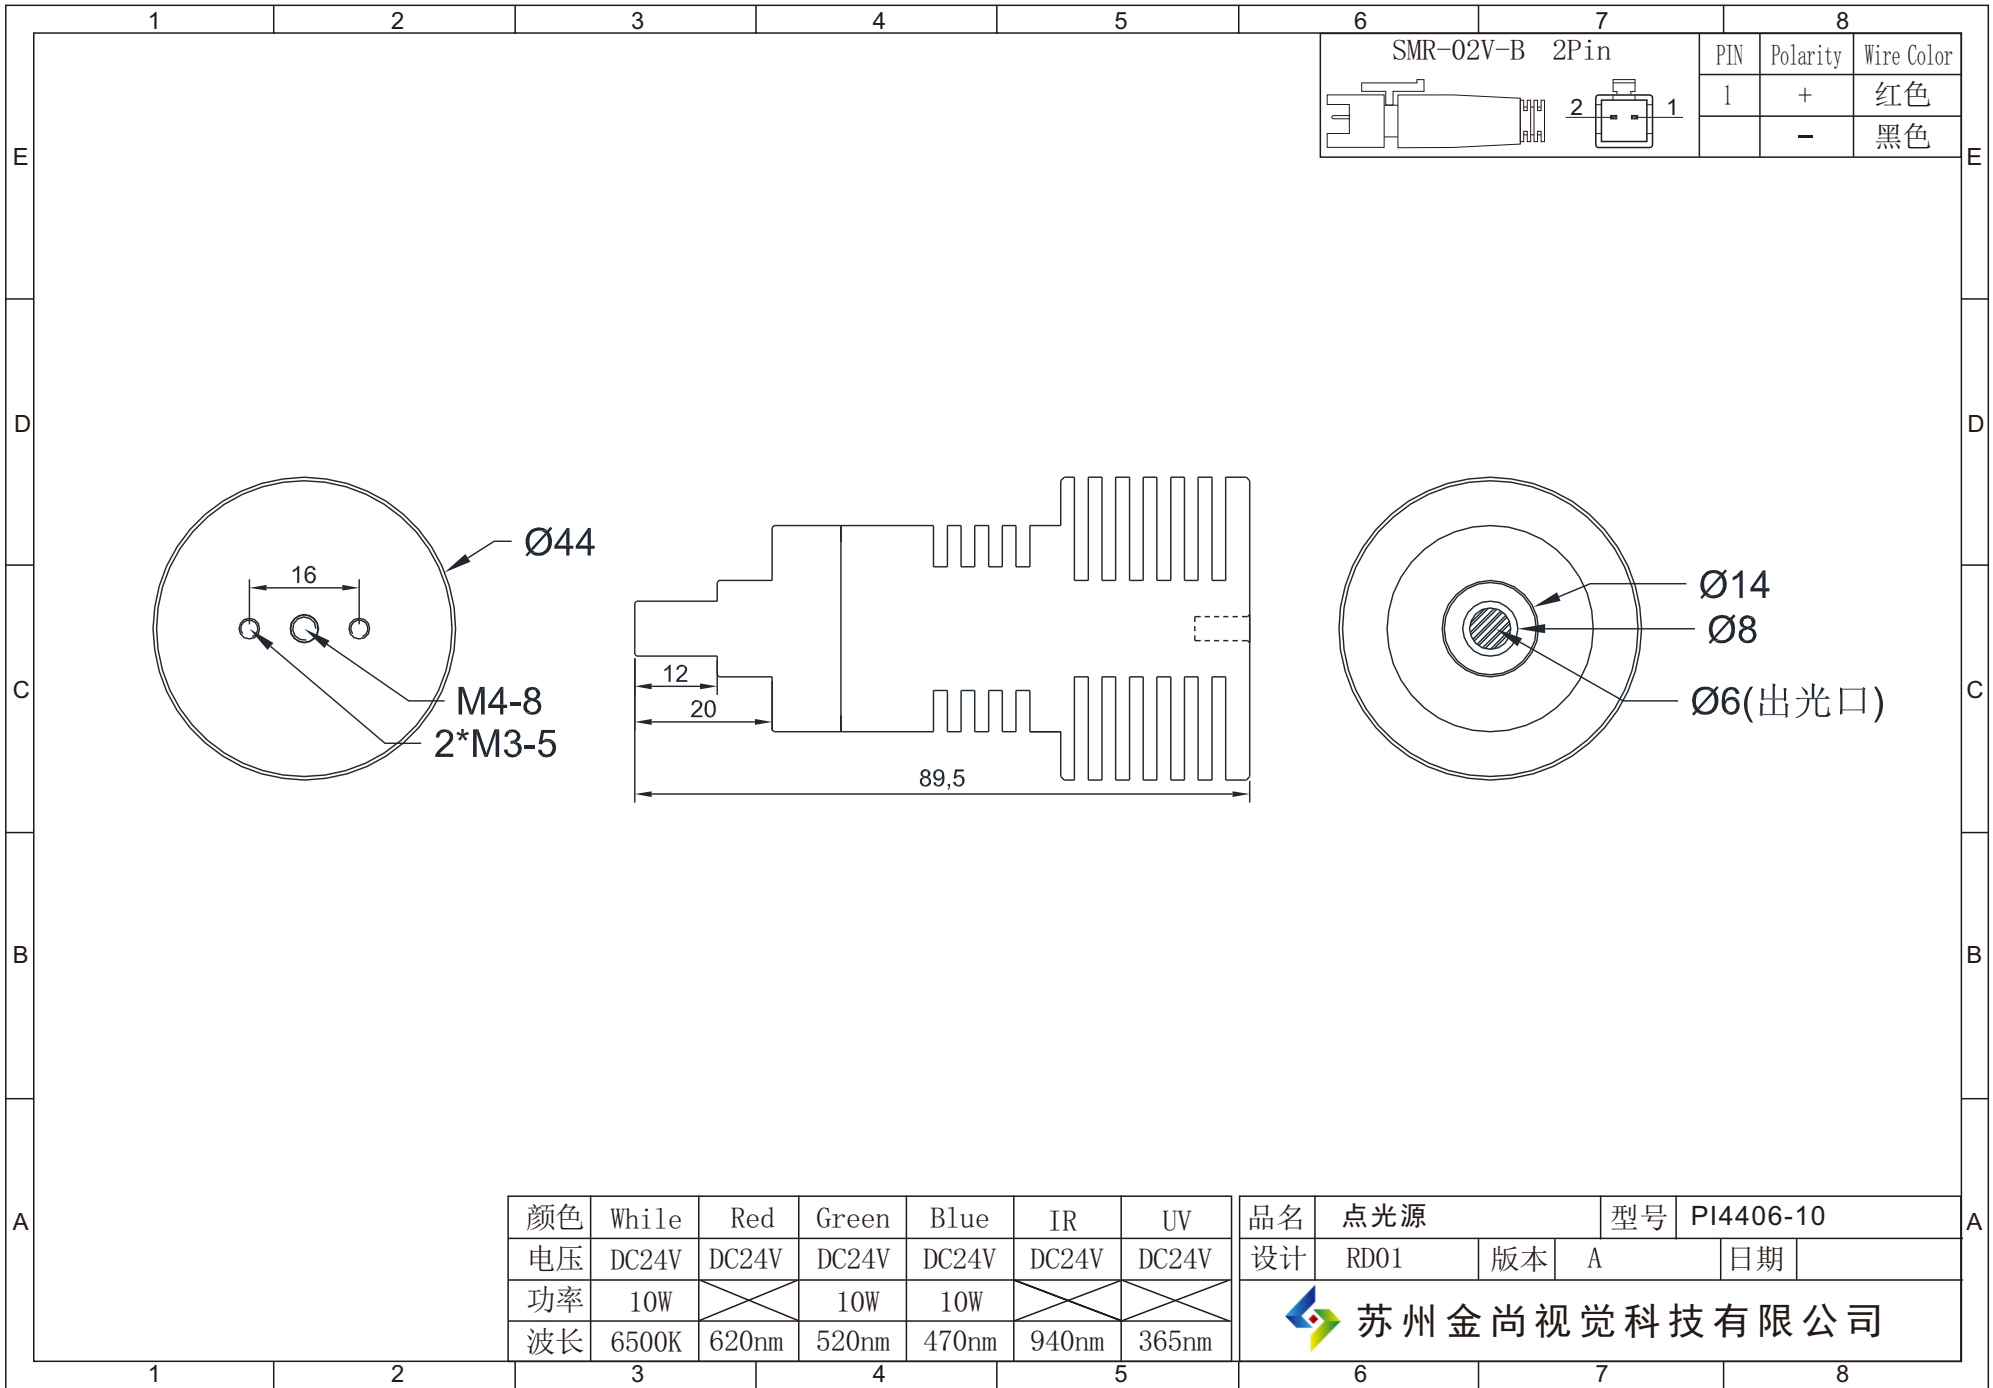 1 2 3 4 5 6 7 8
SMR-02V-B 2Pin
PIN Polarity Wire Color
1 + 红色
− 黑色
2 1
E E
D D
C C
B B
A A
Ø44
16
M4-8
2*M3-5
12
20
89,5
Ø14
Ø8
Ø6(出光口)
颜色 While Red Green Blue IR UV
电压 DC24V DC24V DC24V DC24V DC24V DC24V
功率 10W 10W 10W
波长 6500K 620nm 520nm 470nm 940nm 365nm
品名 点光源 型号 PI4406-10
设计 RD01 版本 A 日期
苏州金尚视觉科技有限公司
1 2 3 4 5 6 7 8